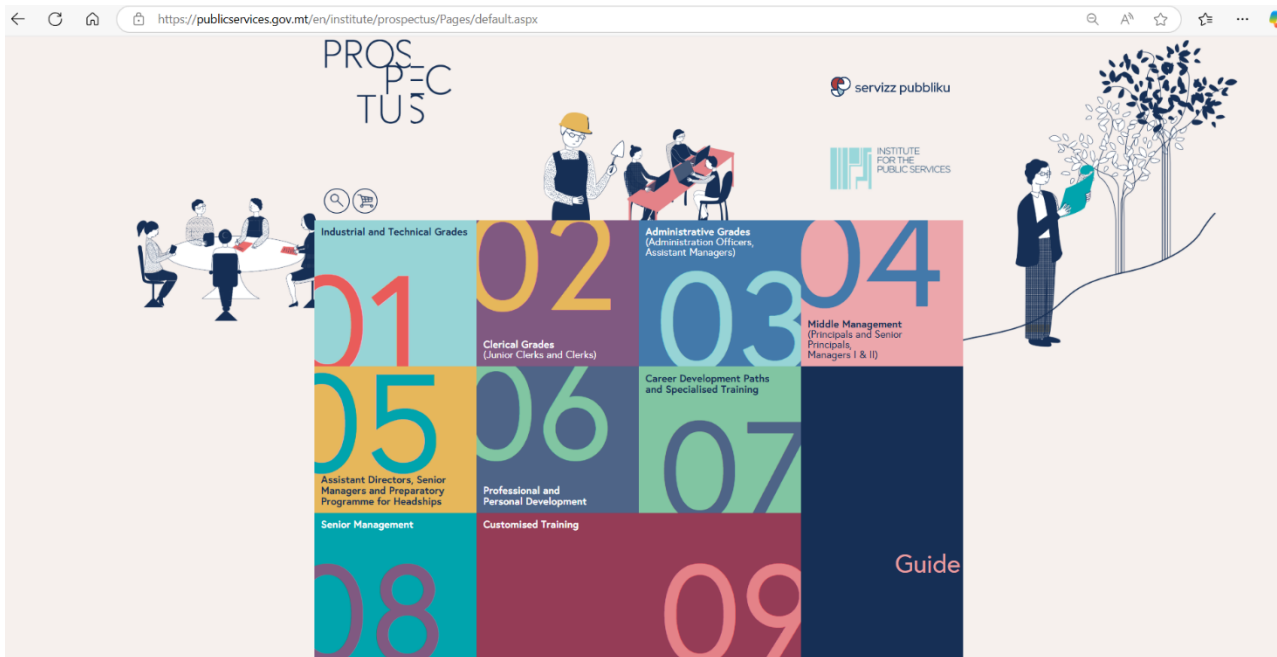 https://publicservices.gov.mt/en/institute/prospectus/Pages/default.aspx
PROS
PEC
TUS
servizz pubbliku
INSTITUTE
FOR THE
PUBLIC SERVICES
Industrial and Technical Grades
01
02
Clerical Grades
(Junior Clerks and Clerks)
Administrative Grades
(Administration Officers,
Assistant Managers)
03
04
Middle Management
(Principals and Senior
Principals,
Managers I & II)
05
Assistant Directors, Senior
Managers and Preparatory
Programme for Headships
06
Professional and
Personal Development
Career Development Paths
and Specialised Training
07
Senior Management
08
Customised Training
09
Guide